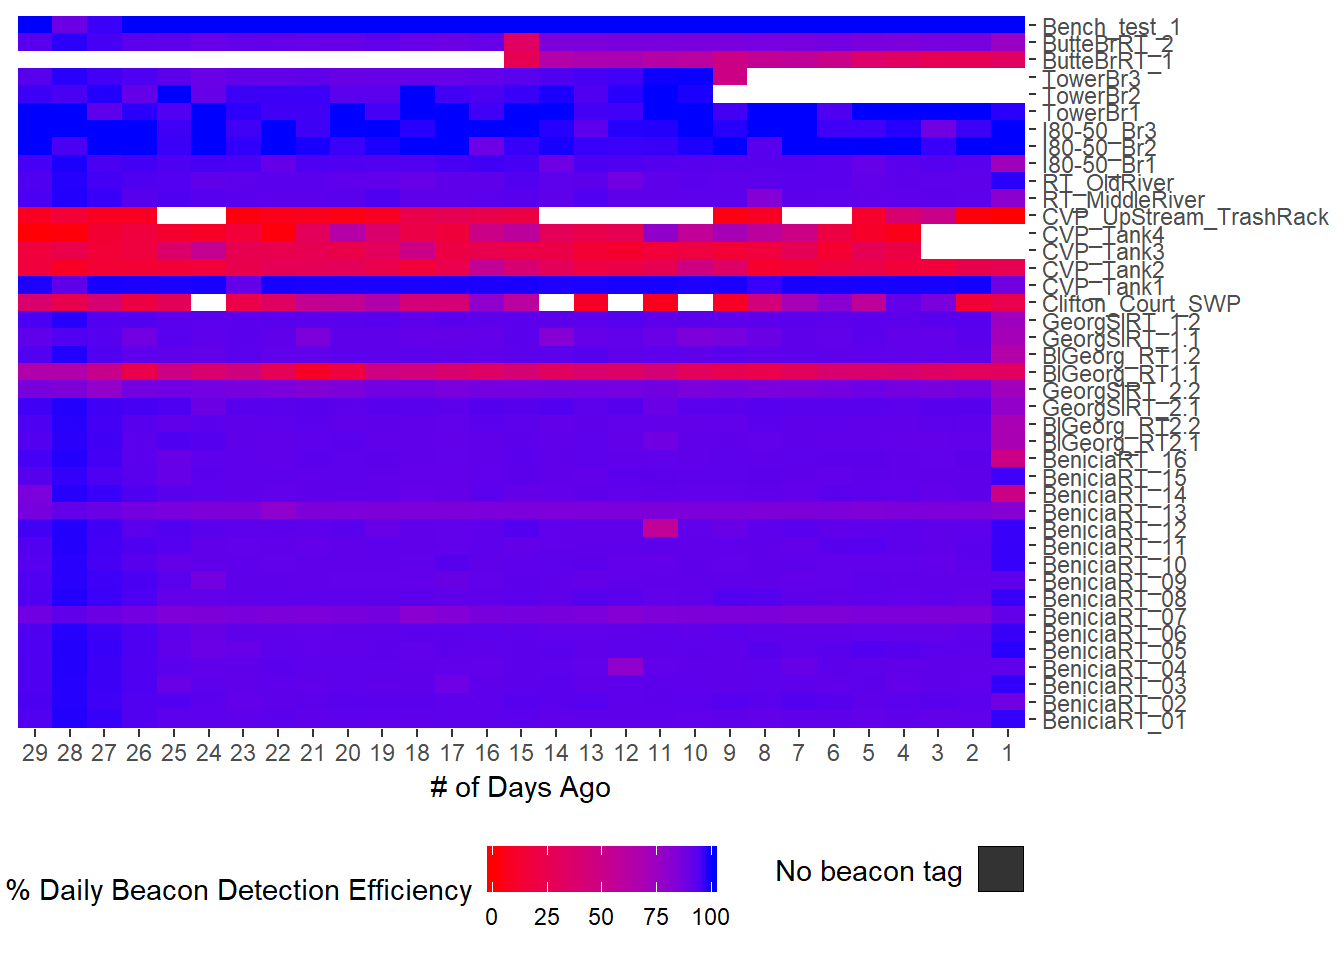 Bench_test_1
ButteBrRT_2
ButteBrRT_1
TowerBr3
TowerBr2
TowerBr1
I80-50_Br3
I80-50_Br2
I80-50_Br1
RT_OldRiver
RT_MiddleRiver
CVP_UpStream_TrashRack
CVP_Tank4
CVP_Tank3
CVP_Tank2
CVP_Tank1
Clifton_Court_SWP
GeorgSlRT_1.2
GeorgSlRT_1.1
BlGeorg_RT1.2
BlGeorg_RT1.1
GeorgSlRT_2.2
GeorgSlRT_2.1
BlGeorg_RT2.2
BlGeorg_RT2.1
BeniciaRT_16
BeniciaRT_15
BeniciaRT_14
BeniciaRT_13
BeniciaRT_12
BeniciaRT_11
BeniciaRT_10
BeniciaRT_09
BeniciaRT_08
BeniciaRT_07
BeniciaRT_06
BeniciaRT_05
BeniciaRT_04
BeniciaRT_03
BeniciaRT_02
BeniciaRT_01
29 28 27 26 25 24 23 22 21 20 19 18 17 16 15 14 13 12 11 10 9 8 7 6 5 4 3 2 1
# of Days Ago
% Daily Beacon Detection Efficiency
0 25 50 75 100
No beacon tag